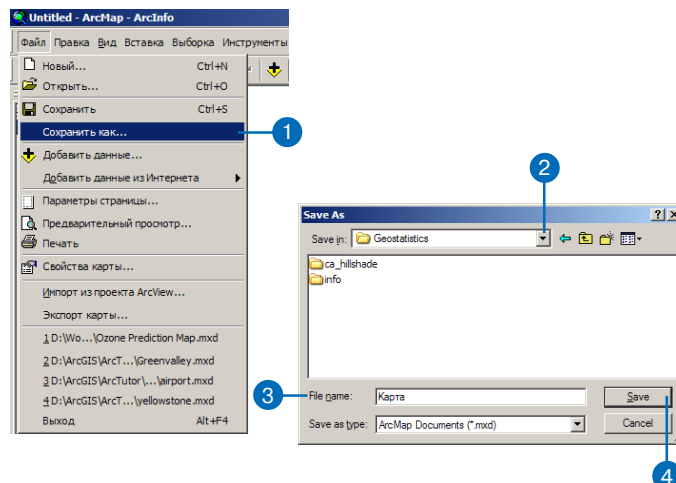 Untitled - ArcMap - ArcInfo
Файл Правка Вид Вставка Выборка Инструменты
Новый... Ctrl+N
Открыть... Ctrl+O
Сохранить Ctrl+S
Сохранить как...
1
Добавить данные...
Добавить данные из Интернета
Параметры страницы...
Предварительный просмотр...
Печать
Свойства карты...
Импорт из проекта ArcView...
Экспорт карты...
1 D:\Wo...\Ozone Prediction Map.mxd
2 D:\ArcGIS\ArcT...\Greenvalley.mxd
3 D:\ArcGIS\ArcTutor\...\airport.mxd
4 D:\ArcGIS\ArcT...\yellowstone.mxd
Выход Alt+F4
2
Save As
Save in: Geostatistics
ca_hillshade
info
3
File name: Карта Save
Save as type: ArcMap Documents (*.mxd) Cancel
4